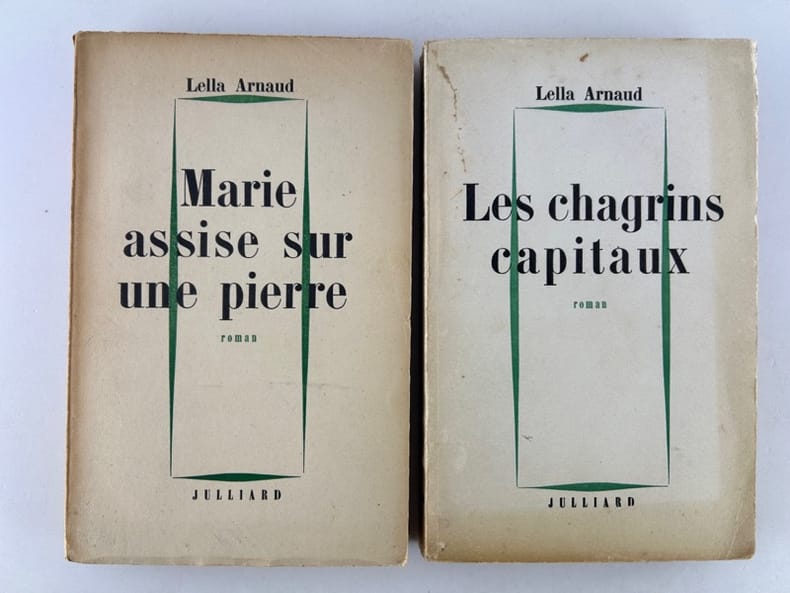 Lella Arnaud
Marie
assise sur
une pierre
roman
JULLIARD
Lella Arnaud
Les chagrins
capitaux
roman
JULLIARD